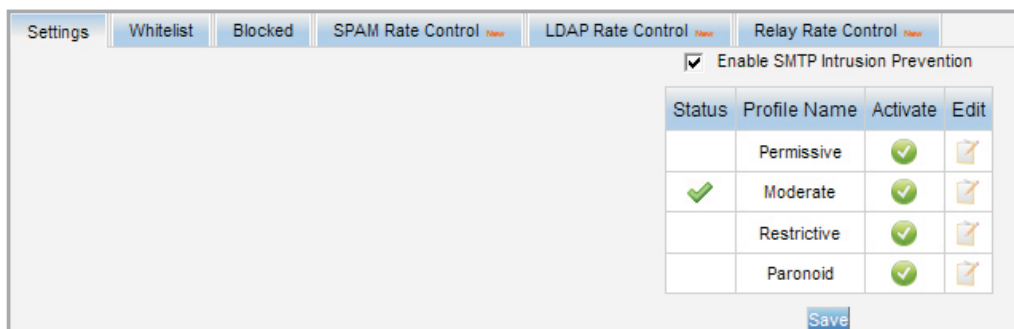 Settings Whitelist Blocked SPAM Rate Control New LDAP Rate Control New Relay Rate Control New
Enable SMTP Intrusion Prevention
Status Profile Name Activate Edit
Permissive
Moderate
Restrictive
Paronoid
Save